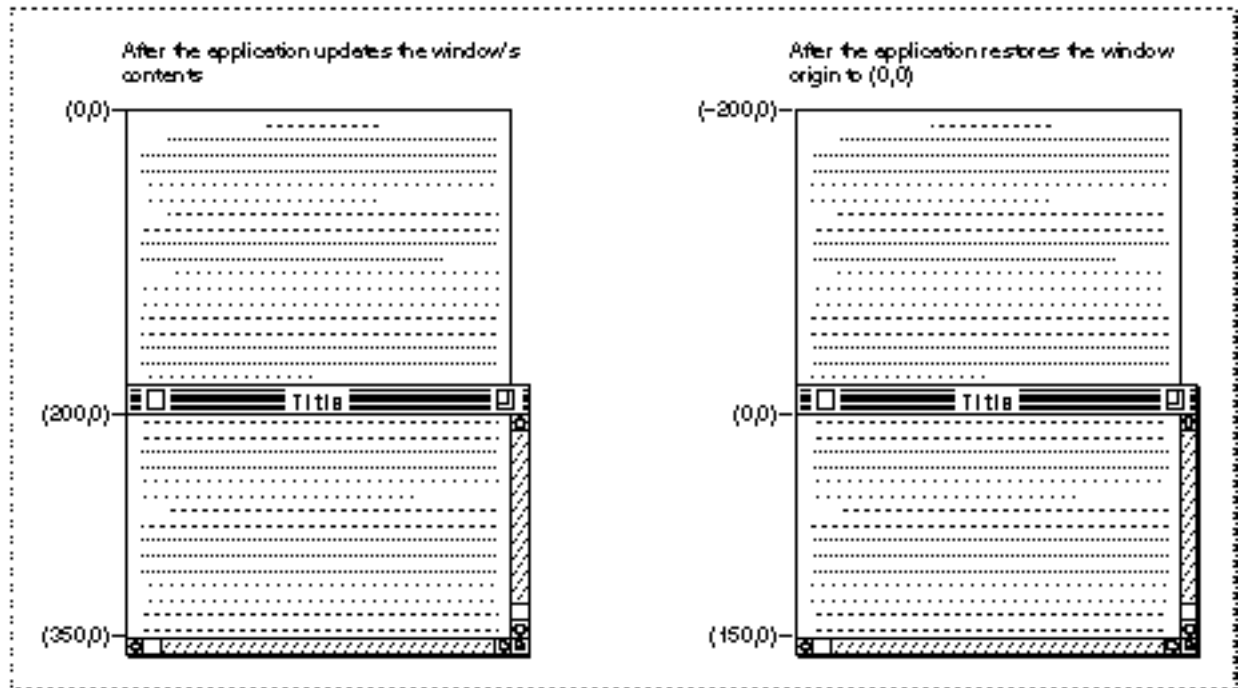 After the application updates the window's
contents
(0,0)
Title
(200,0)
(350,0)
After the application restores the window
origin to (0,0)
(-200,0)
Title
(0,0)
(150,0)